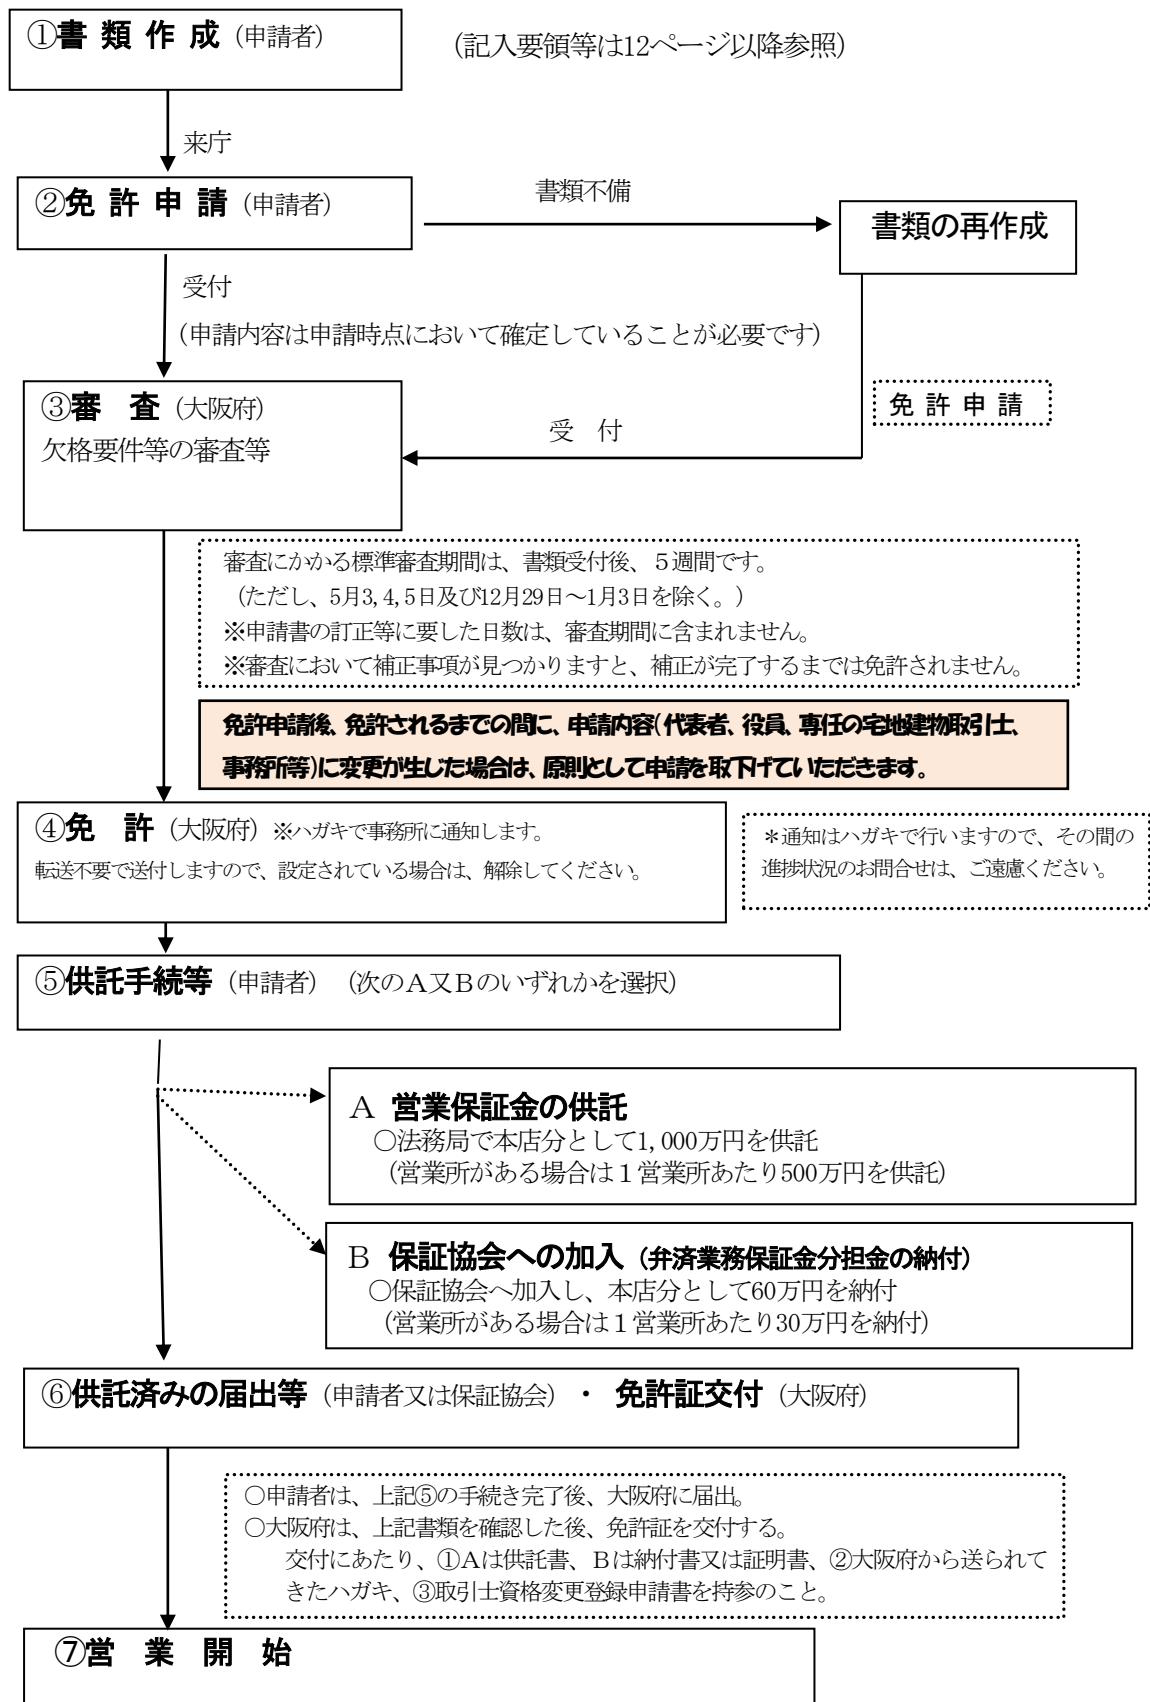 ①書 類 作 成（申請者）
（記入要領等は12ページ以降参照）
来庁
②免 許 申 請（申請者）
書類不備
書類の再作成
受付
（申請内容は申請時点において確定していることが必要です）
③審　査（大阪府）
欠格要件等の審査等
免 許 申 請
受　付
審査にかかる標準審査期間は、書類受付後、５週間です。
（ただし、5月3,4,5日及び12月29日～1月3日を除く。）
※申請書の訂正等に要した日数は、審査期間に含まれません。
※審査において補正事項が見つかりますと、補正が完了するまでは免許されません。
免許申請後、免許されるまでの間に、申請内容（代表者、役員、専任の宅地建物取引士、
事務所等）に変更が生じた場合は、原則として申請を取下げていただきます。
④免　許（大阪府）※ハガキで事務所に通知します。
転送不要で送付しますので、設定されている場合は、解除してください。
＊通知はハガキで行いますので、その間の
進捗状況のお問合せは、ご遠慮ください。
⑤供託手続等（申請者）（次のＡ又Ｂのいずれかを選択）
Ａ 営業保証金の供託
○法務局で本店分として1,000万円を供託
（営業所がある場合は１営業所あたり500万円を供託）
Ｂ 保証協会への加入（弁済業務保証金分担金の納付）
○保証協会へ加入し、本店分として60万円を納付
（営業所がある場合は１営業所あたり30万円を納付）
⑥供託済みの届出等（申請者又は保証協会）・ 免許証交付（大阪府）
○申請者は、上記⑤の手続き完了後、大阪府に届出。
○大阪府は、上記書類を確認した後、免許証を交付する。
交付にあたり、①Ａは供託書、Ｂは納付書又は証明書、②大阪府から送られて
きたハガキ、③取引士資格変更登録申請書を持参のこと。
⑦営　業　開　始